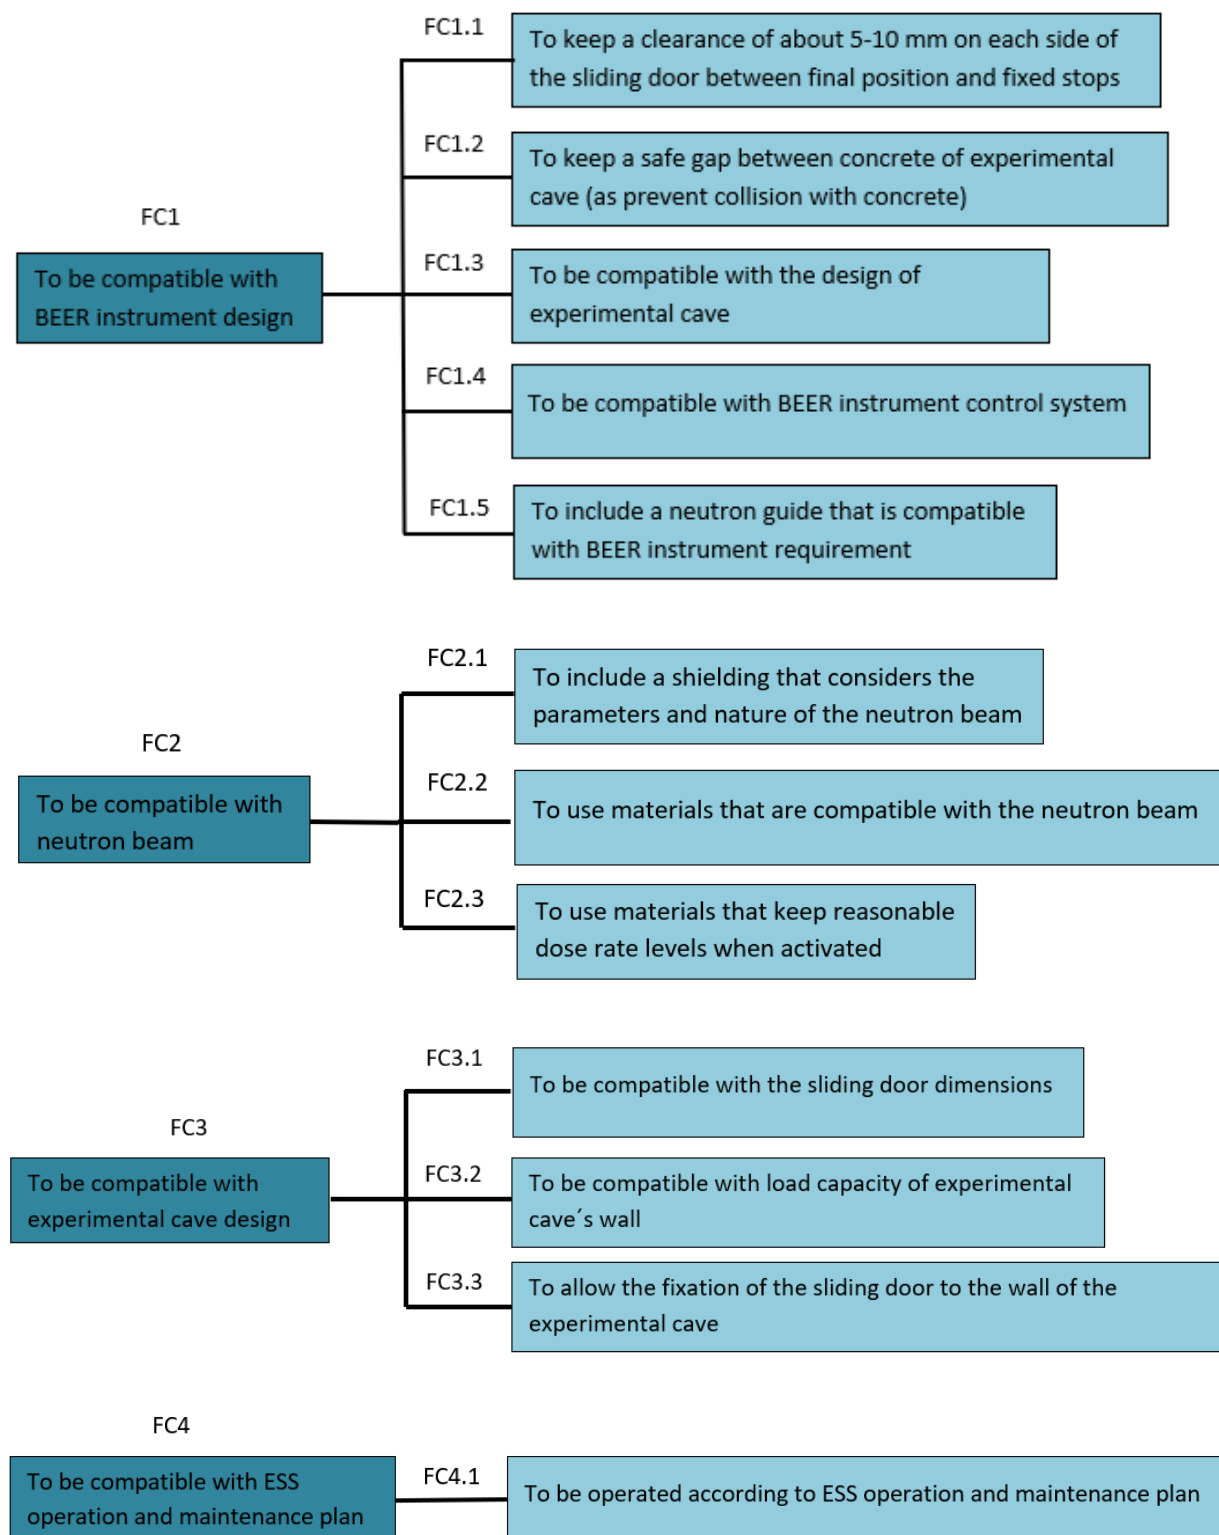 FC1
To be compatible with
BEER instrument design
FC1.1
To keep a clearance of about 5-10 mm on each side of
the sliding door between final position and fixed stops
FC1.2
To keep a safe gap between concrete of experimental
cave (as prevent collision with concrete)
FC1.3
To be compatible with the design of
experimental cave
FC1.4
To be compatible with BEER instrument control system
FC1.5
To include a neutron guide that is compatible
with BEER instrument requirement
FC2
To be compatible with
neutron beam
FC2.1
To include a shielding that considers the
parameters and nature of the neutron beam
FC2.2
To use materials that are compatible with the neutron beam
FC2.3
To use materials that keep reasonable
dose rate levels when activated
FC3
To be compatible with
experimental cave design
FC3.1
To be compatible with the sliding door dimensions
FC3.2
To be compatible with load capacity of experimental
cave´s wall
FC3.3
To allow the fixation of the sliding door to the wall of the
experimental cave
FC4
To be compatible with ESS
operation and maintenance plan
FC4.1
To be operated according to ESS operation and maintenance plan